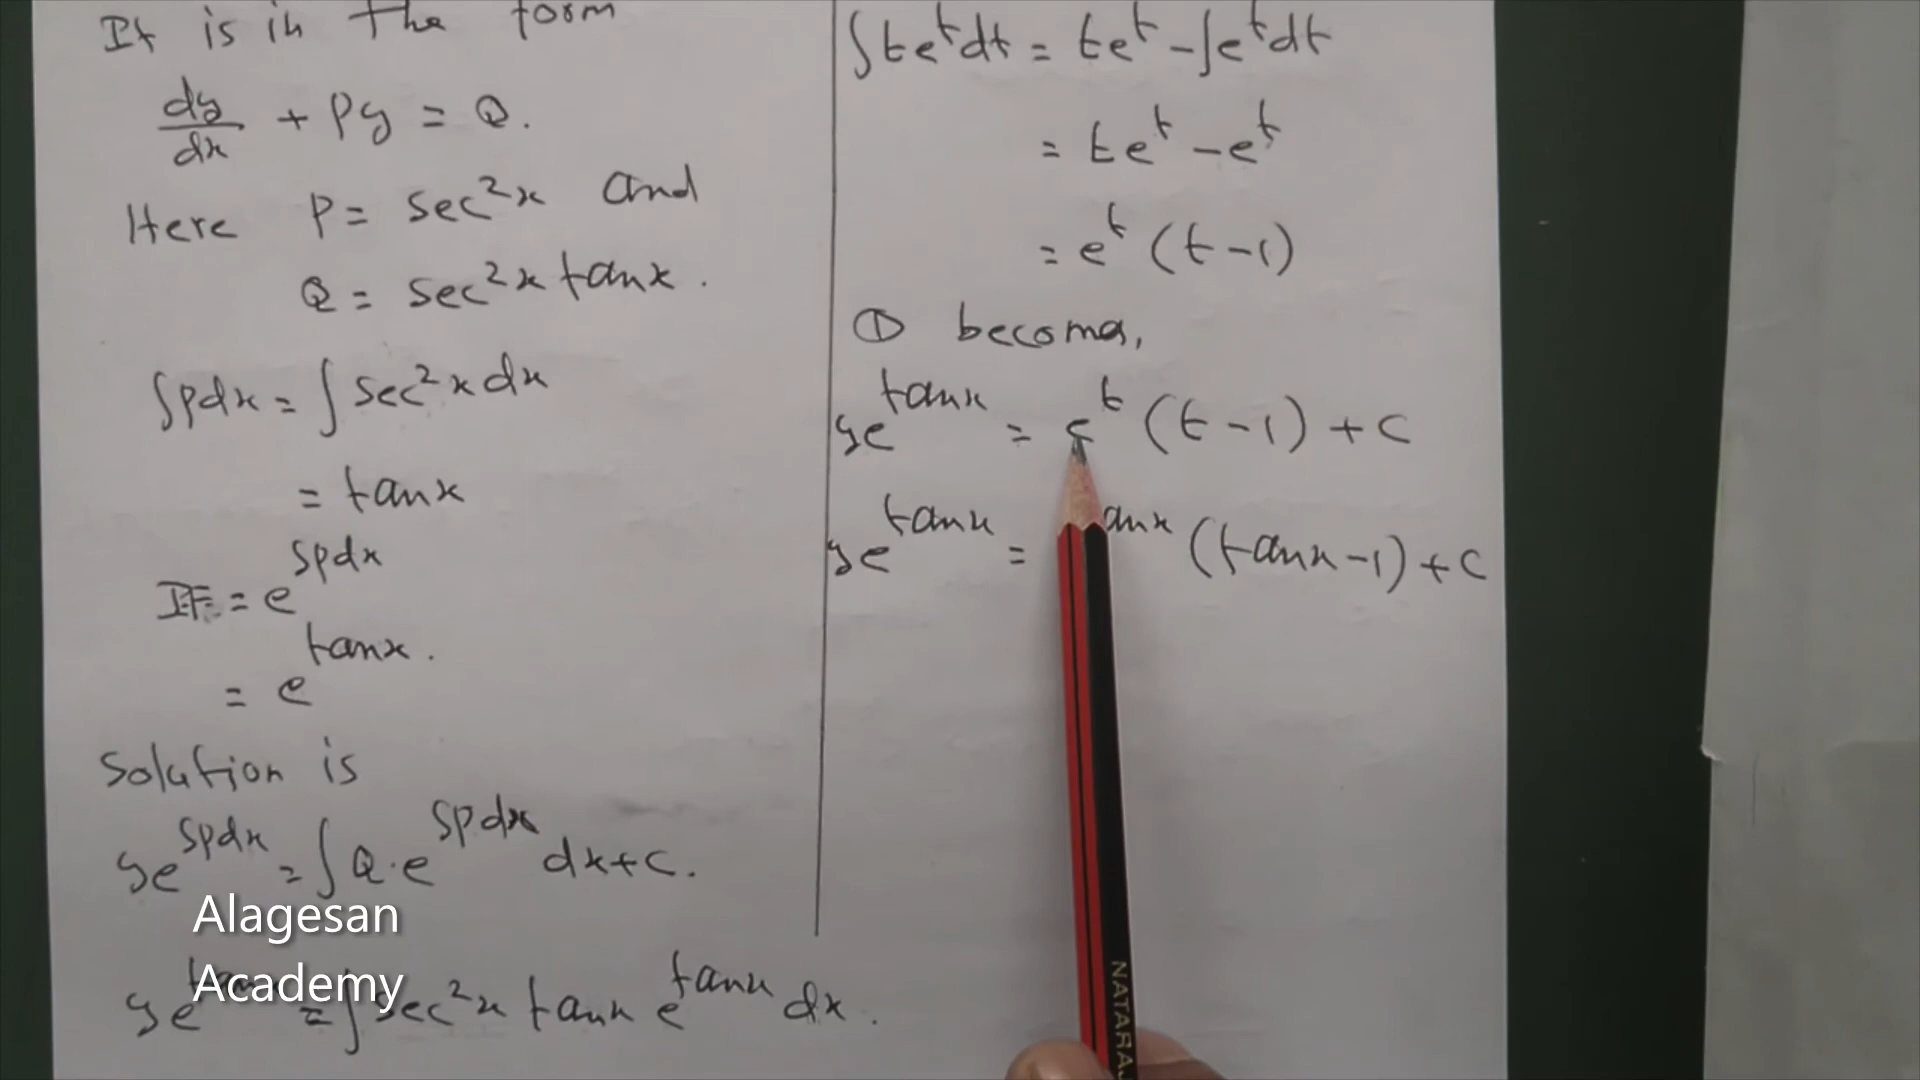 It is in the form
dy/dx + Py = Q.
Here P = sec²x and
Q = sec²x tanx.
∫Pdx = ∫sec²x dx
= tanx
IF = e^∫Pdx
= e^tanx.
Solution is
ye^∫Pdx = ∫Q·e^∫Pdx dx+c.
ye^tanx = ∫sec²x tanx e^tanx dx.
∫te^t dt = te^t - ∫e^t dt
= te^t - e^t
= e^t (t-1)
① becomes,
ye^tanx = e^t (t-1) + c
ye^tanx = anx (tanx-1) + c
Alagesan
Academy
NATARAJ